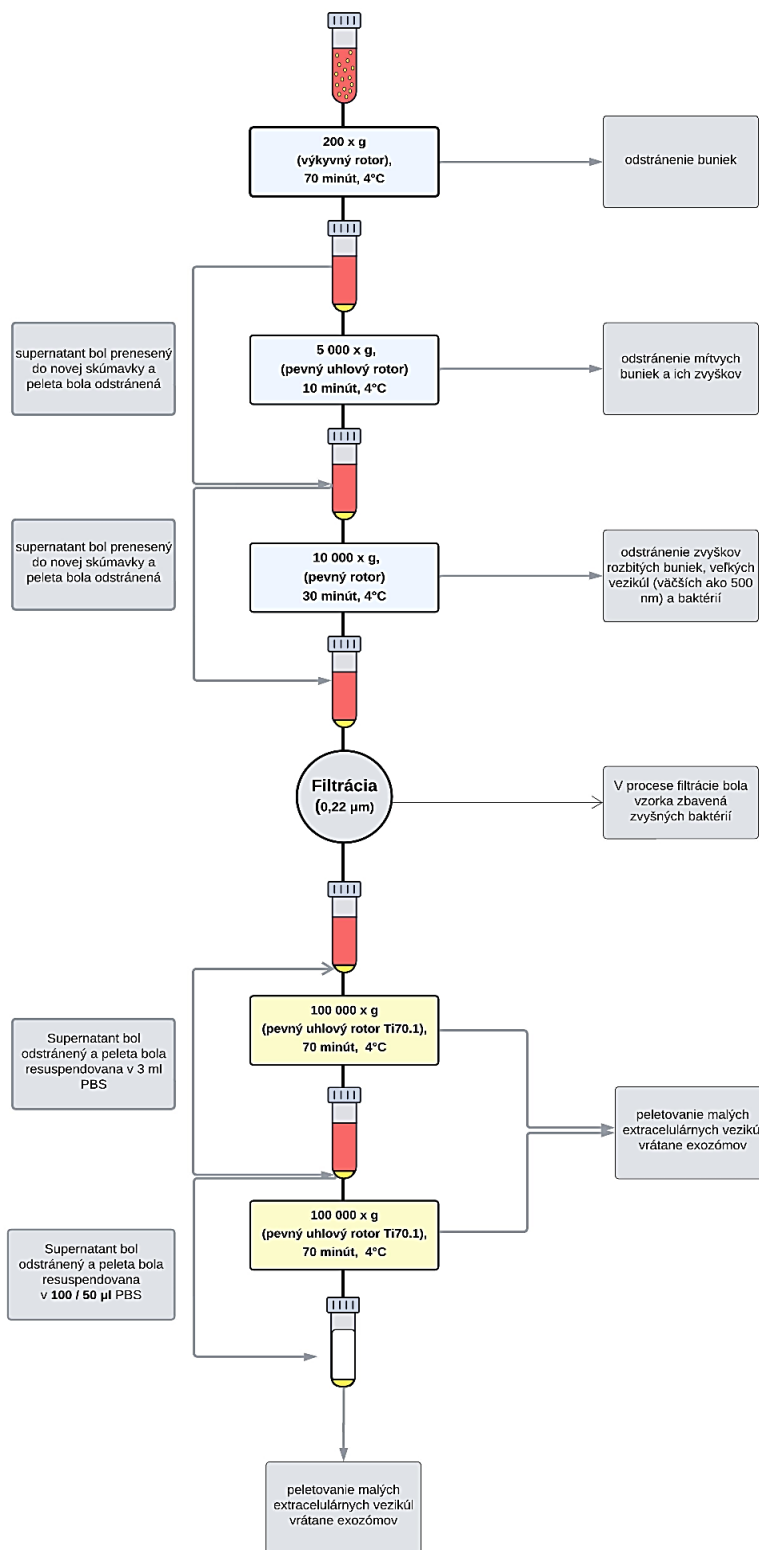 200 x g
(výkyvný rotor),
70 minút, 4°C
odstránenie buniek
supernatant bol prenesený
do novej skúmavky a
peleta bola odstránená
5 000 x g,
(pevný uhlový rotor)
10 minút, 4°C
odstránenie mŕtvych
buniek a ich zvyškov
supernatant bol prenesený
do novej skúmavky a
peleta bola odstránená
10 000 x g,
(pevný rotor)
30 minút, 4°C
odstránenie zvyškov
rozbitých buniek, veľkých
vezikúl (väčších ako 500
nm) a baktérií
Filtrácia
(0,22 µm)
V procese filtrácie bola
vzorka zbavená
zvyšných baktérií
Supernatant bol
odstránený a peleta bola
resuspendovana v 3 ml
PBS
100 000 x g
(pevný uhlový rotor Ti70.1),
70 minút, 4°C
peletovanie malých
extracelulárnych vezikú
vrátane exozómov
100 000 x g
(pevný uhlový rotor Ti70.1),
70 minút, 4°C
Supernatant bol
odstránený a peleta bola
resuspendovana
v 100 / 50 µl PBS
peletovanie malých
extracelulárnych vezikúl
vrátane exozómov